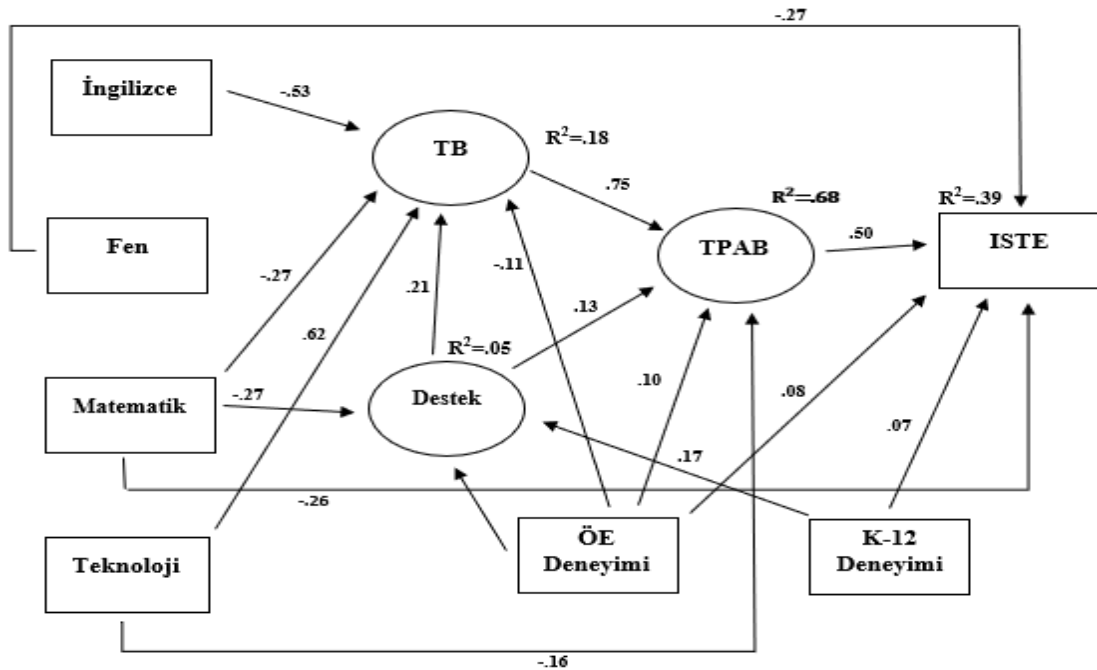 -.27
İngilizce
-.53
TB
R²=.18
.75
R²=.68
R²=.39
Fen
TPAB
.50
ISTE
-.27
.21
-.11
.13
.62
R²=.05
Matematik
-.27
Destek
.10
.08
.07
.17
-.26
Teknoloji
ÖE
Deneyimi
K-12
Deneyimi
-.16